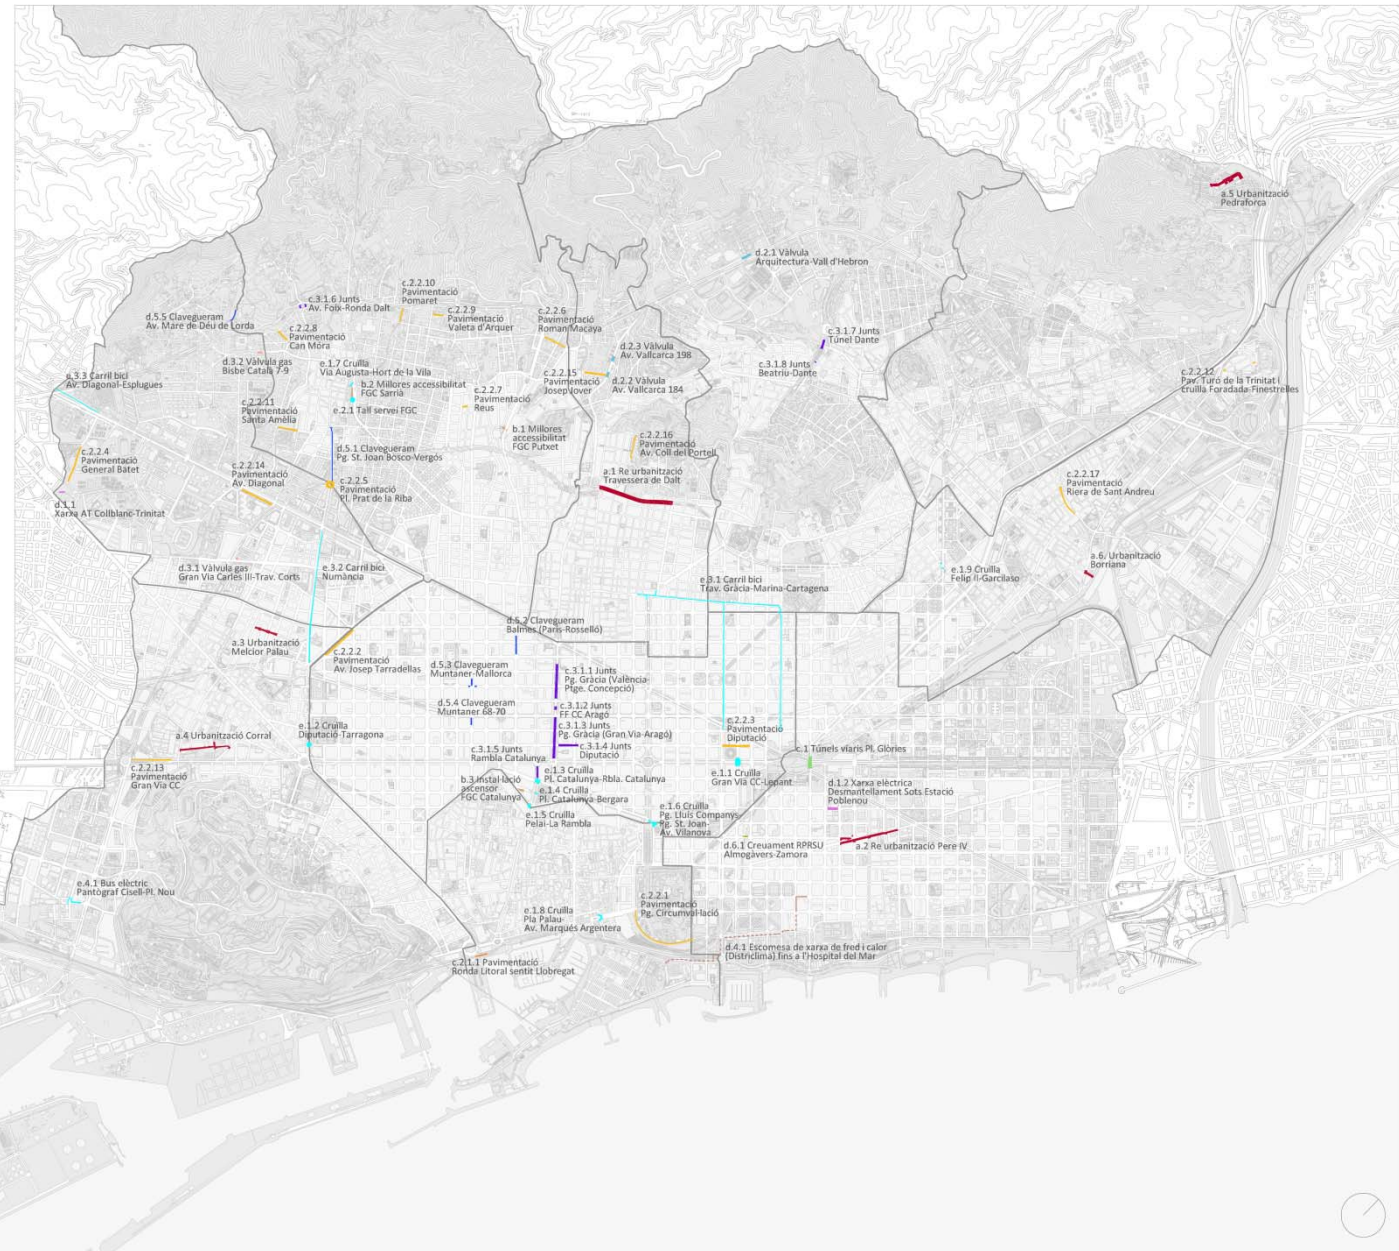 a.5 Urbanització
Pedraforca
d.2.1 Vàlvula
Arquitectura-Vall d'Hebron
c.2.2.10
Pavimentació
Pomaret
c.3.1.6 Junts
Av. Foix-Ronda Dalt
d.5.5 Clavegueram
Av. Mare de Déu de Lorda
c.2.2.9
Pavimentació
Valeta d'Arquer
c.2.2.6
Pavimentació
Roman Macaya
c.2.2.8
Pavimentació
Can Mora
c.3.1.7 Junts
Túnel Dante
d.2.3 Vàlvula
Av. Vallcarca 198
d.3.2 Vàlvula gas
Bisbe Català 7-9
e.1.7 Cruïlla
Via Augusta-Hort de la Vila
c.3.1.8 Junts
Beatriu-Dante
e.3.3 Carril bici
Av. Diagonal-Esplugues
b.2 Millores accessibilitat
FGC Sarrià
c.2.2.15
Pavimentació
Josep Jover
d.2.2 Vàlvula
Av. Vallcarca 184
c.2.2.12
Pav. Turó de la Trinitat i
cruïlla Foradada-Finestrelles
c.2.2.7
Pavimentació
Reus
c.2.2.11
Pavimentació
Santa Amèlia
e.2.1 Tall servei FGC
b.1 Millores
accessibilitat
FGC Putxet
c.2.2.16
Pavimentació
Av. Coll del Portell
d.5.1 Clavegueram
Pg. St. Joan Bosco-Vergós
c.2.2.4
Pavimentació
General Batet
c.2.2.14
Pavimentació
Av. Diagonal
a.1 Re urbanització
Travessera de Dalt
c.2.2.5
Pavimentació
Pl. Prat de la Riba
c.2.2.17
Pavimentació
Riera de Sant Andreu
d.1.1
Xarxa AT Collblanc-Trinitat
a.6. Urbanització
Borriana
d.3.1 Vàlvula gas
Gran Via Carles III-Trav. Corts
e.3.2 Carril bici
Numància
e.1.9 Cruïlla
Felip II-Garcilaso
e.3.1 Carril bici
Trav. Gràcia-Marina-Cartagena
d.5.2 Clavegueram
Balmes (París-Rosselló)
a.3 Urbanització
Melcior Palau
c.2.2.2
Pavimentació
Av. Josep Tarradellas
d.5.3 Clavegueram
Muntaner-Mallorca
c.3.1.1 Junts
Pg. Gràcia (València-
Ptge. Concepció)
d.5.4 Clavegueram
Muntaner 68-70
c.3.1.2 Junts
FF CC Aragó
c.3.1.3 Junts
Pg. Gràcia (Gran Via-Aragó)
c.2.2.3
Pavimentació
Diputació
e.1.2 Cruïlla
Diputació-Tarragona
a.4 Urbanització Corral
c.3.1.5 Junts
Rambla Catalunya
c.3.1.4 Junts
Diputació
c.1 Túnels viaris Pl. Glòries
c.2.2.13
Pavimentació
Gran Via CC
e.1.3 Cruïlla
Pl. Catalunya-Rbla. Catalunya
e.1.1 Cruïlla
Gran Via CC-Lepant
b.3 Instal·lació
ascensor
FGC Catalunya
e.1.4 Cruïlla
Pl. Catalunya-Bergara
d.1.2 Xarxa elèctrica
Desmantellament Sots Estació
Poblenou
e.1.5 Cruïlla
Pelai-La Rambla
e.1.6 Cruïlla
Pg. Lluís Companys-
Pg. St. Joan-
Av. Vilanova
d.6.1 Creuament RPRSU
Almogàvers-Zamora
a.2 Re urbanització Pere IV
e.4.1 Bus elèctric
Pantògraf Cisell-Pl. Nou
c.2.2.1
Pavimentació
Pg. Circumval·lació
e.1.8 Cruïlla
Pla Palau-
Av. Marquès Argentera
d.4.1 Escomesa de xarxa de fred i calor
(Districlima) fins a l'Hospital del Mar
c.2.1.1 Pavimentació
Ronda Litoral sentit Llobregat